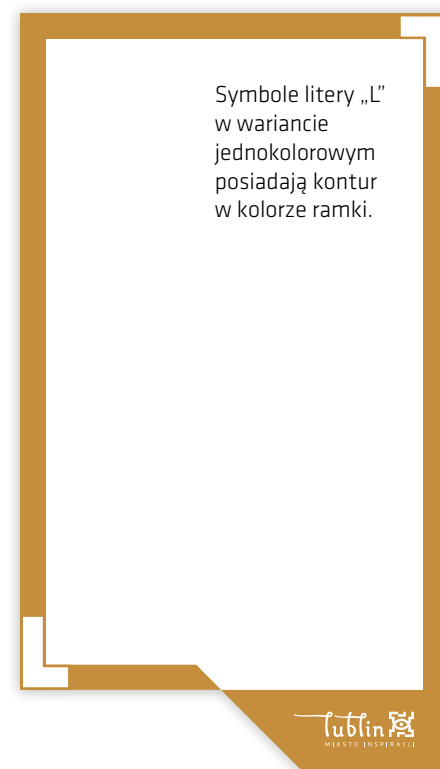 Symbole litery „L”
w wariancie
jednokolorowym
posiadają kontur
w kolorze ramki.
lublin
MIASTO INSPIRACJI